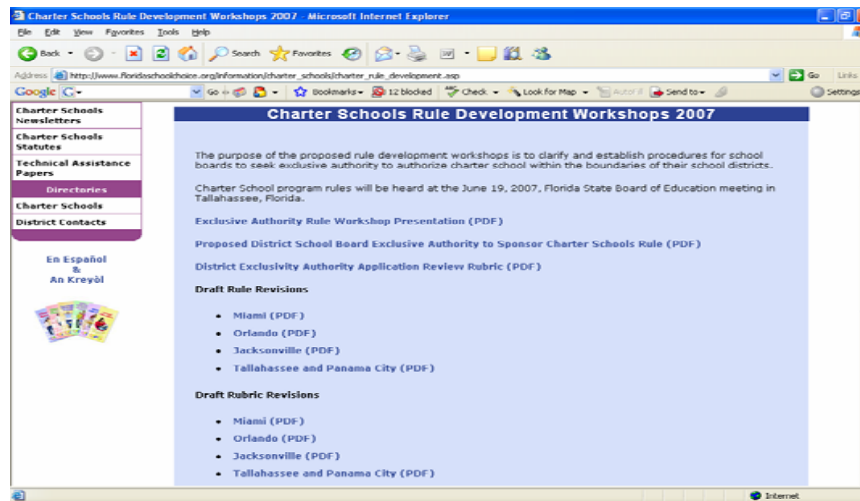 Charter Schools Rule Development Workshops 2007 - Microsoft Internet Explorer
File Edit View Favorites Tools Help
Back Search Favorites
Address http://www.floridaschoolchoice.org/information/charter_schools/charter_rule_development.asp Go Links
Google G Go Bookmarks 12 blocked Check Look for Map AutoFill Send to Settings
Charter Schools
Newsletters
Charter Schools
Statutes
Technical Assistance
Papers
Directories
Charter Schools
District Contacts
En Español
&
An Kreyòl
Charter Schools Rule Development Workshops 2007
The purpose of the proposed rule development workshops is to clarify and establish procedures for school
boards to seek exclusive authority to authorize charter school within the boundaries of their school districts.
Charter School program rules will be heard at the June 19, 2007, Florida State Board of Education meeting in
Tallahassee, Florida.
Exclusive Authority Rule Workshop Presentation (PDF)
Proposed District School Board Exclusive Authority to Sponsor Charter Schools Rule (PDF)
District Exclusivity Authority Application Review Rubric (PDF)
Draft Rule Revisions
• Miami (PDF)
• Orlando (PDF)
• Jacksonville (PDF)
• Tallahassee and Panama City (PDF)
Draft Rubric Revisions
• Miami (PDF)
• Orlando (PDF)
• Jacksonville (PDF)
• Tallahassee and Panama City (PDF)
Internet